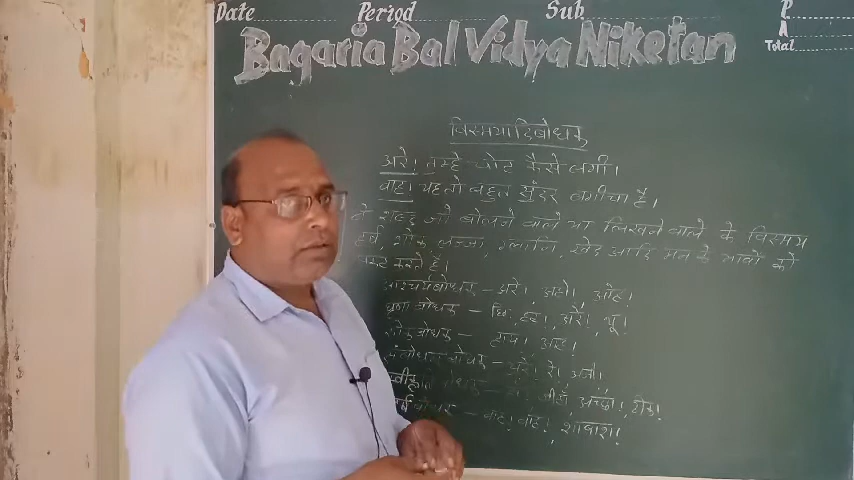 Date Period Sub P
A
Total
Bagaria Bal Vidya Niketan
विस्मयादिबोधक
अरे! तुम्हे चोट कैसे लगी।
वाह! यह तो बहुत सुंदर बगीचा है।
वे शब्द जो बोलने वाले या लिखने वाले के विस्मय
हर्ष, शोक, लज्जा, ग्लानि, खेद आदि मन के भावों को
प्रकट करते हैं।
आश्चर्यबोधक - अरे!, अहो!, ओह!
घृणा बोधक - छि:, हट!, अरे!, थू!
शोक बोधक - हाय! आह!
संबोधन बोधक - अरे! रे! अजी!
स्वीकृति बोधक - अच्छा!, ठीक!
हर्ष बोधक - वाह! शाबाश!